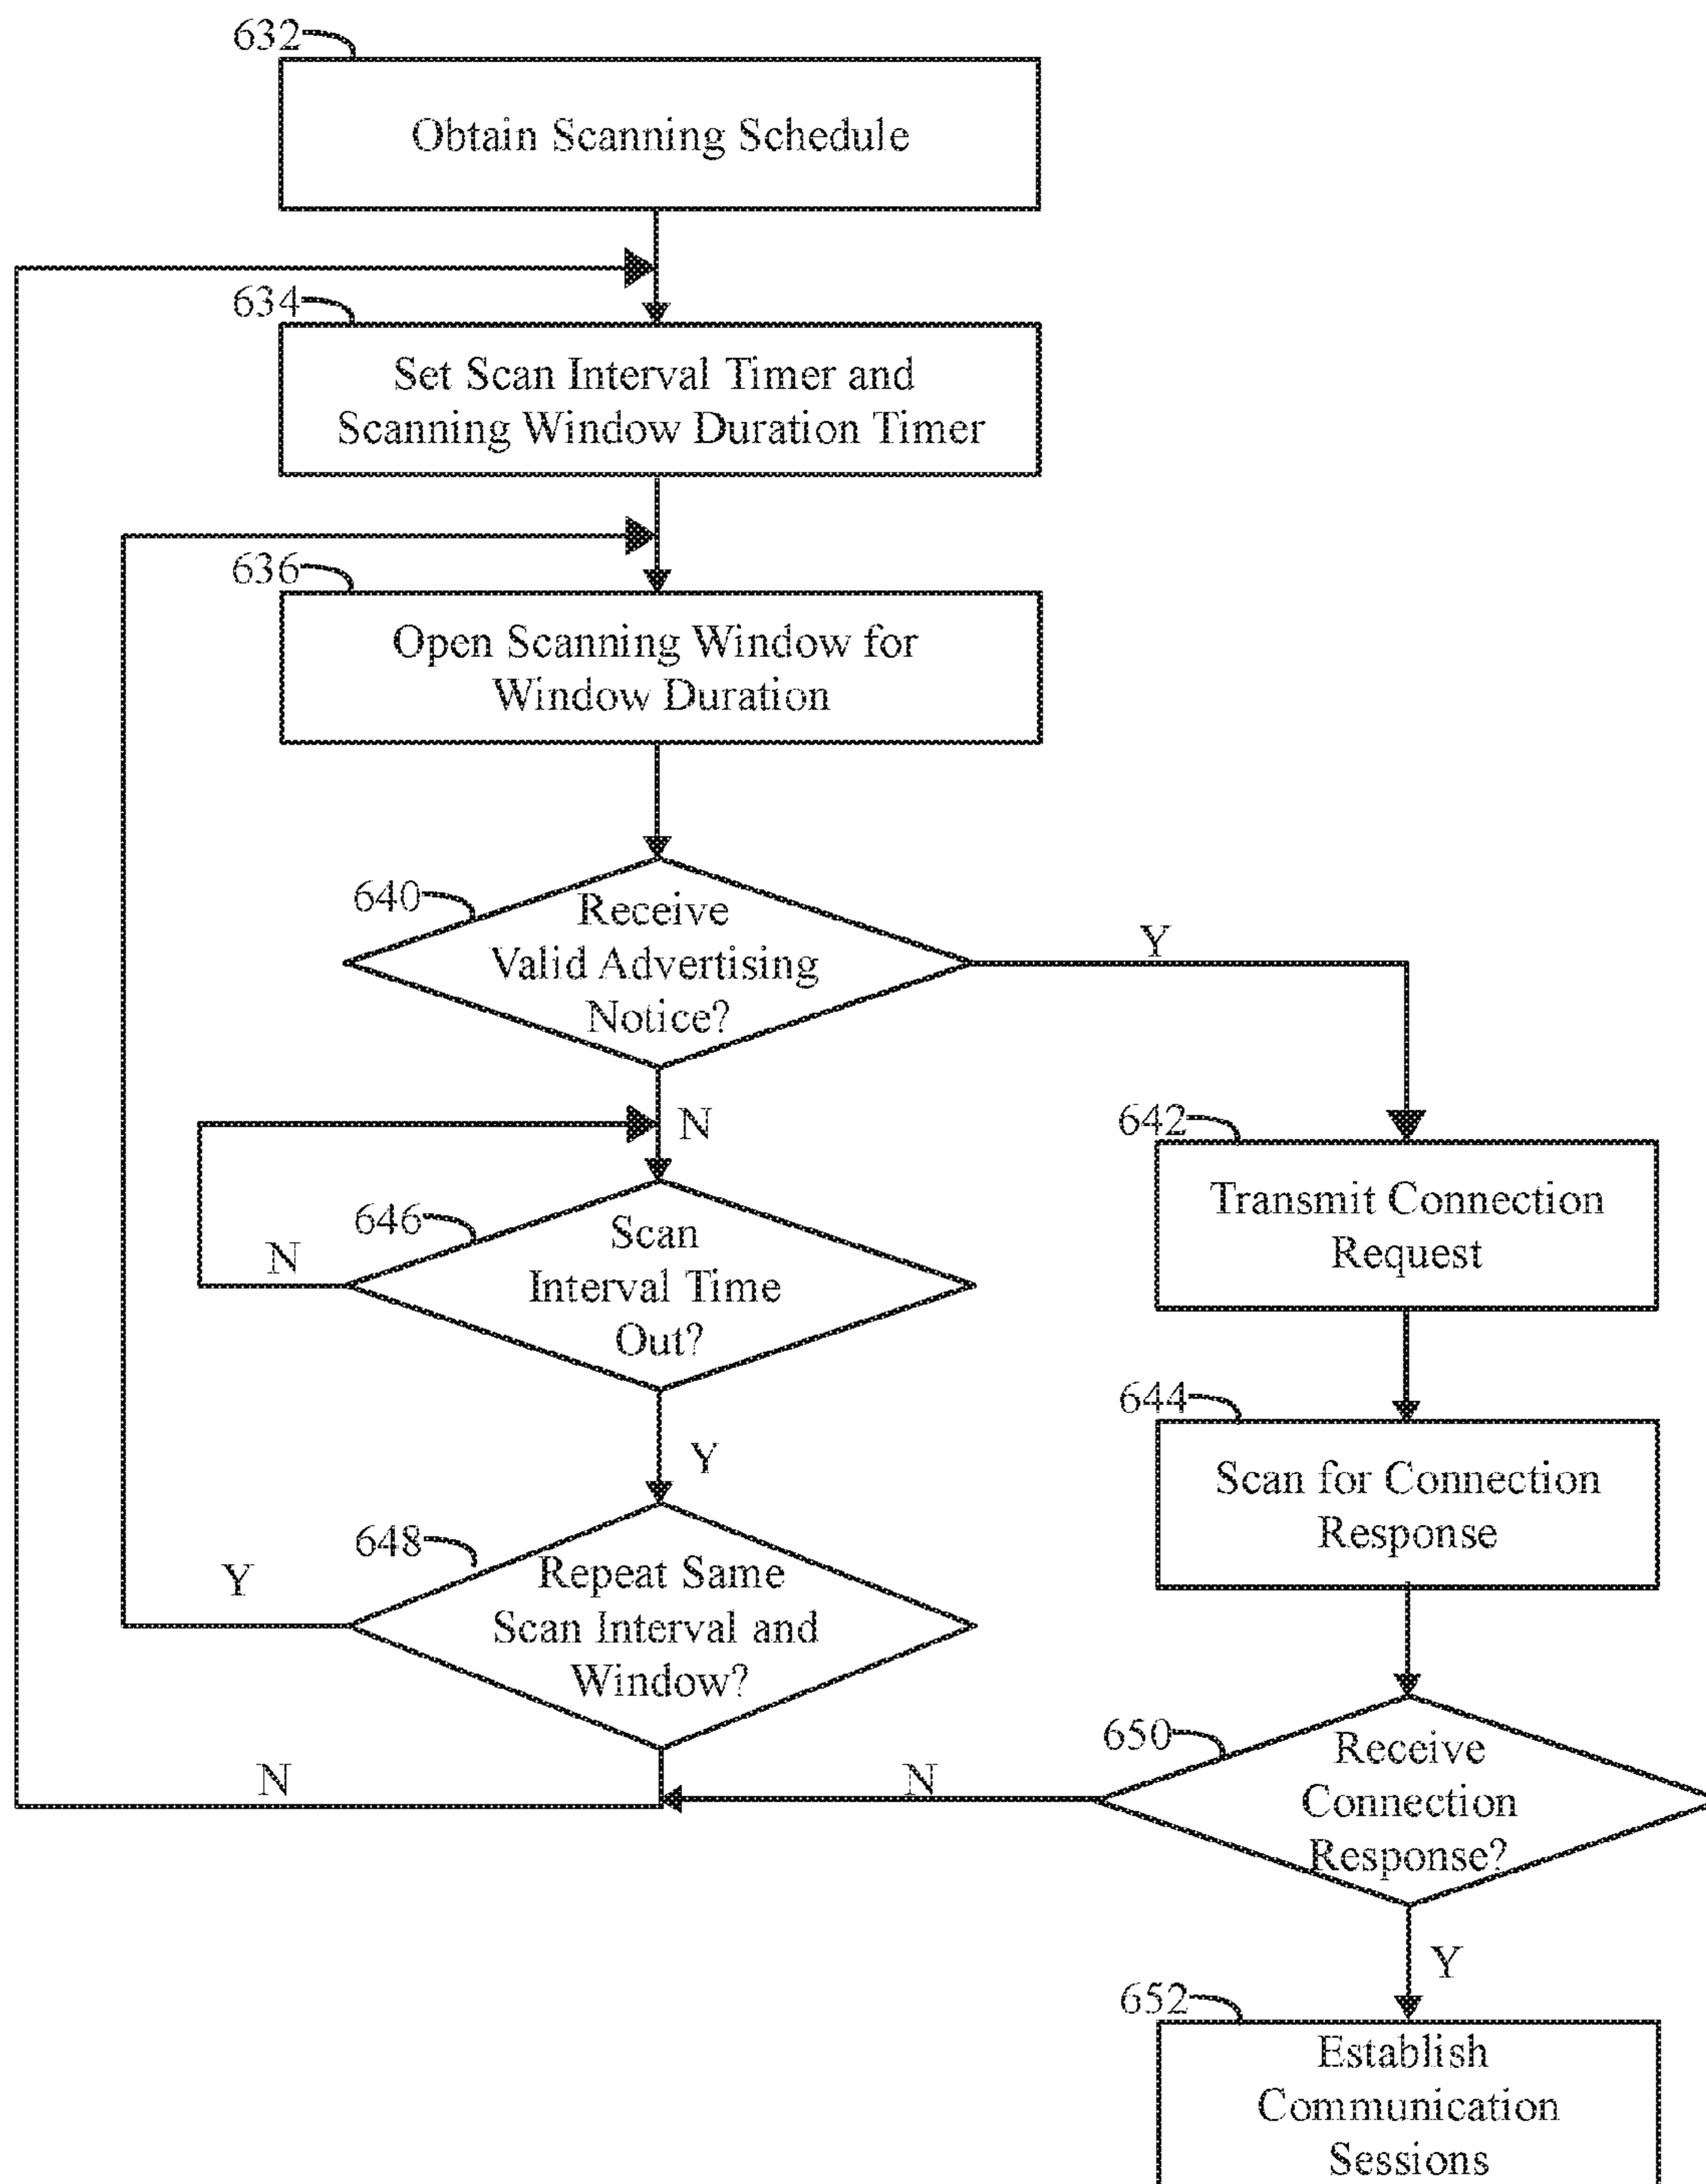 632
Obtain Scanning Schedule
634
Set Scan Interval Timer and
Scanning Window Duration Timer
636
Open Scanning Window for
Window Duration
640
Receive
Valid Advertising
Notice?
Y
N
642
Transmit Connection
Request
646
Scan
Interval Time
Out?
N
Y
644
Scan for Connection
Response
648
Repeat Same
Scan Interval and
Window?
Y
N
650
Receive
Connection
Response?
N
Y
652
Establish
Communication
Sessions